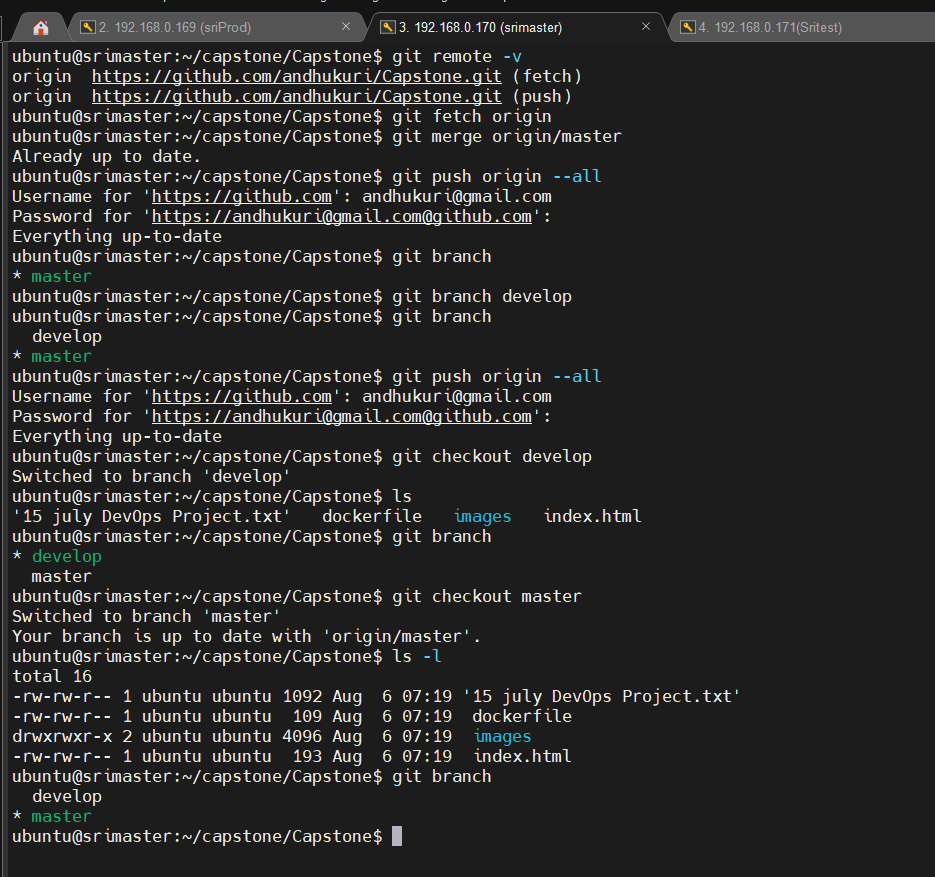 2. 192.168.0.169 (sriProd)
3. 192.168.0.170 (srimaster)
4. 192.168.0.171(Sritest)
ubuntu@srimaster:~/capstone/Capstone$ git remote -v
origin  https://github.com/andhukuri/Capstone.git (fetch)
origin  https://github.com/andhukuri/Capstone.git (push)
ubuntu@srimaster:~/capstone/Capstone$ git fetch origin
ubuntu@srimaster:~/capstone/Capstone$ git merge origin/master
Already up to date.
ubuntu@srimaster:~/capstone/Capstone$ git push origin --all
Username for 'https://github.com': andhukuri@gmail.com
Password for 'https://andhukuri@gmail.com@github.com':
Everything up-to-date
ubuntu@srimaster:~/capstone/Capstone$ git branch
* master
ubuntu@srimaster:~/capstone/Capstone$ git branch develop
ubuntu@srimaster:~/capstone/Capstone$ git branch
  develop
* master
ubuntu@srimaster:~/capstone/Capstone$ git push origin --all
Username for 'https://github.com': andhukuri@gmail.com
Password for 'https://andhukuri@gmail.com@github.com':
Everything up-to-date
ubuntu@srimaster:~/capstone/Capstone$ git checkout develop
Switched to branch 'develop'
ubuntu@srimaster:~/capstone/Capstone$ ls
'15 july DevOps Project.txt'   dockerfile   images   index.html
ubuntu@srimaster:~/capstone/Capstone$ git branch
* develop
  master
ubuntu@srimaster:~/capstone/Capstone$ git checkout master
Switched to branch 'master'
Your branch is up to date with 'origin/master'.
ubuntu@srimaster:~/capstone/Capstone$ ls -l
total 16
-rw-rw-r-- 1 ubuntu ubuntu 1092 Aug  6 07:19 '15 july DevOps Project.txt'
-rw-rw-r-- 1 ubuntu ubuntu  109 Aug  6 07:19  dockerfile
drwxrwxr-x 2 ubuntu ubuntu 4096 Aug  6 07:19  images
-rw-rw-r-- 1 ubuntu ubuntu  193 Aug  6 07:19  index.html
ubuntu@srimaster:~/capstone/Capstone$ git branch
  develop
* master
ubuntu@srimaster:~/capstone/Capstone$